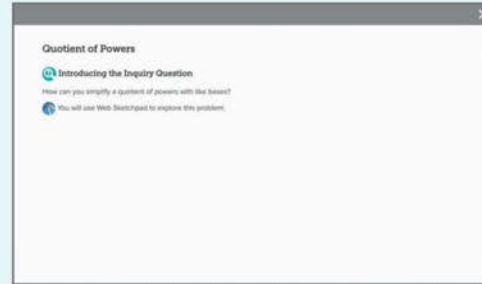 Quotient of Powers
Introducing the Inquiry Question
How can you simplify a quotient of powers with like bases?
You will use Web Sketchpad to explore this problem.